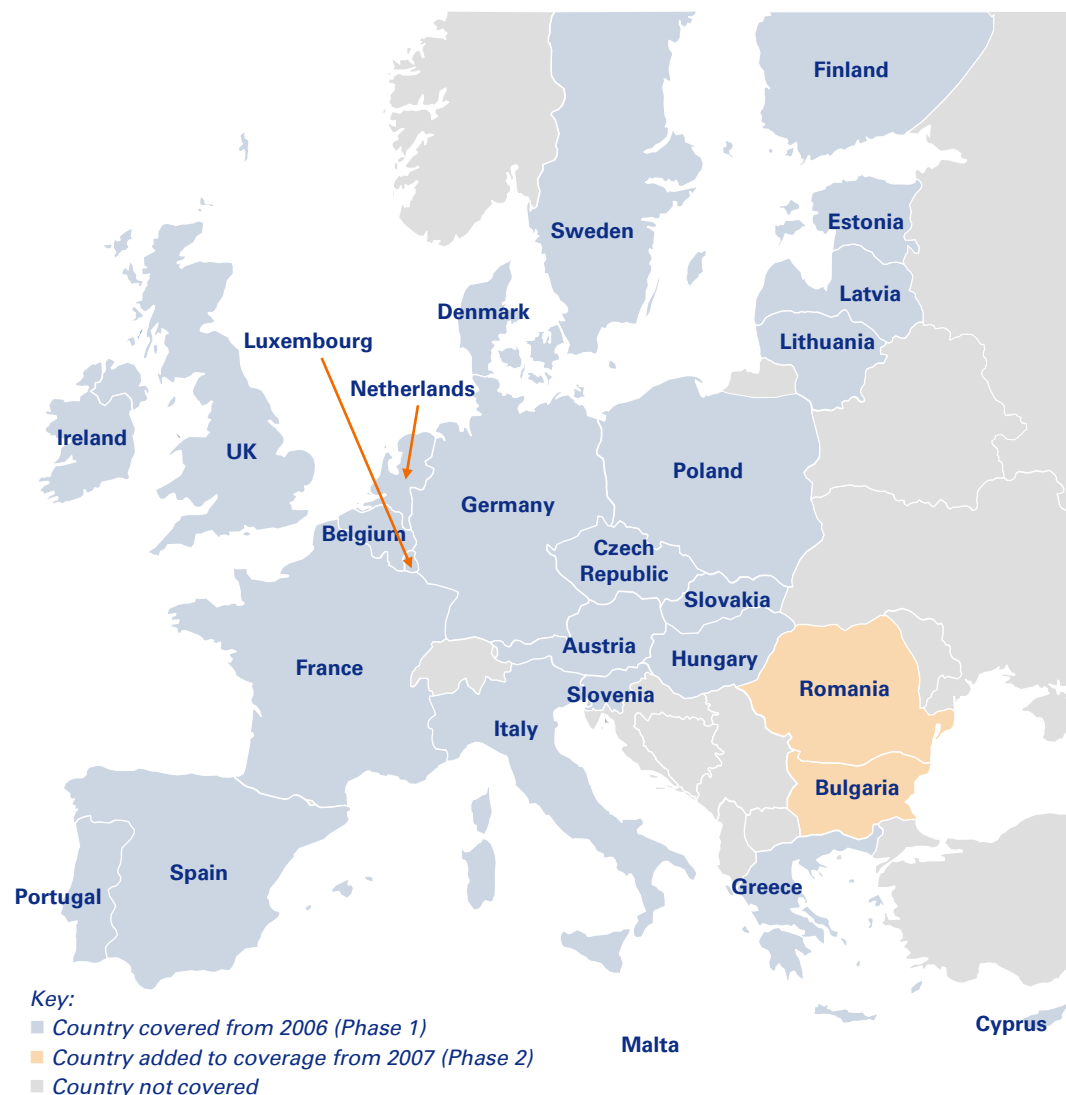 Finland
Estonia
Sweden
Latvia
Denmark
Luxembourg
Lithuania
Netherlands
Ireland
UK
Poland
Germany
Belgium
Czech
Republic
Slovakia
Austria
Hungary
France
Romania
Slovenia
Italy
Bulgaria
Spain
Greece
Portugal
Key:
Country covered from 2006 (Phase 1)
Cyprus
Malta
Country added to coverage from 2007 (Phase 2)
Country not covered